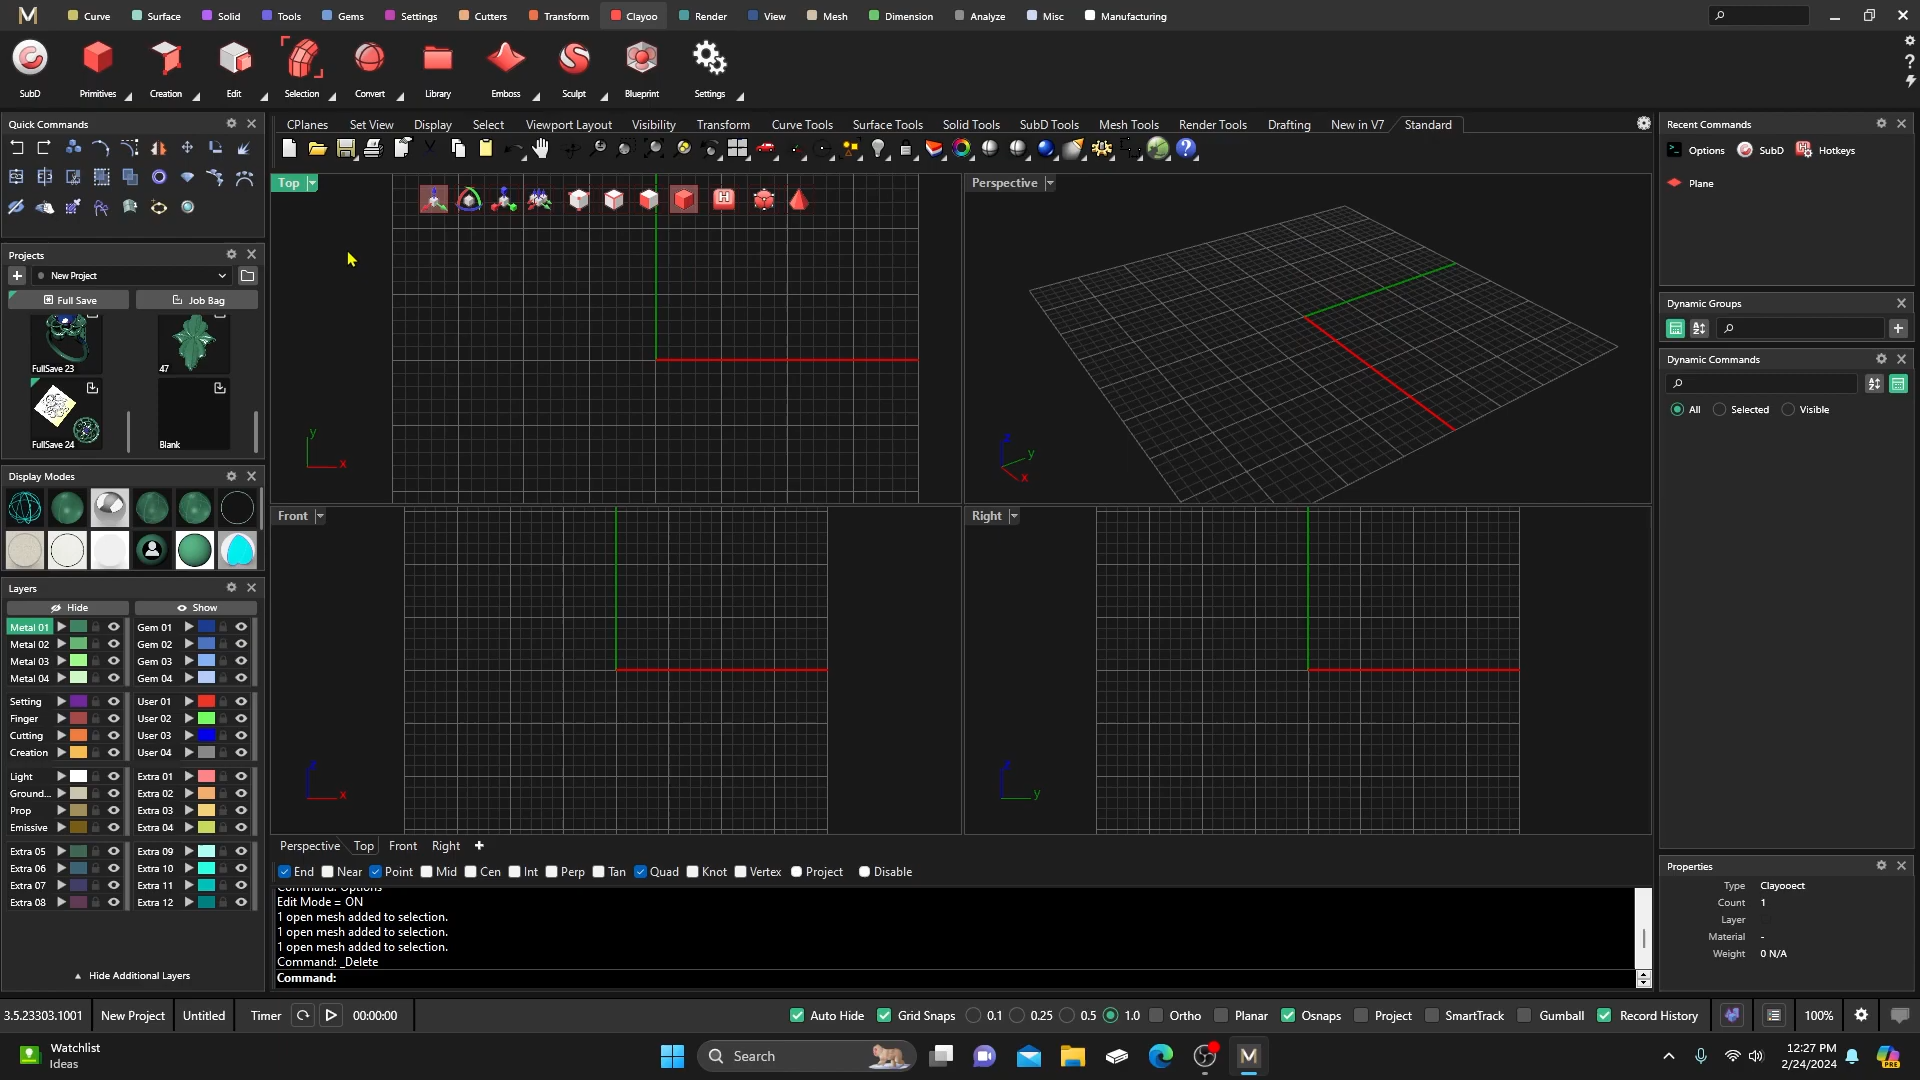 Curve Surface Solid Tools Gems Settings Cutters Transform Clayoo Render View Mesh Dimension Analyze Misc Manufacturing
SubD Primitives Creation Edit Selection Convert Library Emboss Sculpt Blueprint Settings
Quick Commands
CPlanes Set View Display Select Viewport Layout Visibility Transform Curve Tools Surface Tools Solid Tools SubD Tools Mesh Tools Render Tools Drafting New in V7 Standard
Recent Commands
Options SubD Hotkeys
Plane
Top
Perspective
Projects
New Project
Full Save Job Bag
FullSave 23 47
FullSave 24 Blank
Dynamic Groups
Dynamic Commands
All Selected Visible
y
x
z
y
x
Display Modes
Front
Right
z
x
z
y
Layers
Hide Show
Metal 01 Gem 01
Metal 02 Gem 02
Metal 03 Gem 03
Metal 04 Gem 04
Setting User 01
Finger User 02
Cutting User 03
Creation User 04
Light Extra 01
Ground... Extra 02
Prop Extra 03
Emissive Extra 04
Extra 05 Extra 09
Extra 06 Extra 10
Extra 07 Extra 11
Extra 08 Extra 12
Hide Additional Layers
Perspective Top Front Right
End Near Point Mid Cen Int Perp Tan Quad Knot Vertex Project Disable
Command: Options
Edit Mode = ON
1 open mesh added to selection.
1 open mesh added to selection.
1 open mesh added to selection.
Command: _Delete
Command:
Properties
Type Clayooect
Count 1
Layer
Material -
Weight 0 N/A
3.5.23303.1001 New Project Untitled Timer 00:00:00 Auto Hide Grid Snaps 0.1 0.25 0.5 1.0 Ortho Planar Osnaps Project SmartTrack Gumball Record History 100%
Watchlist
Ideas
Search
12:27 PM
2/24/2024